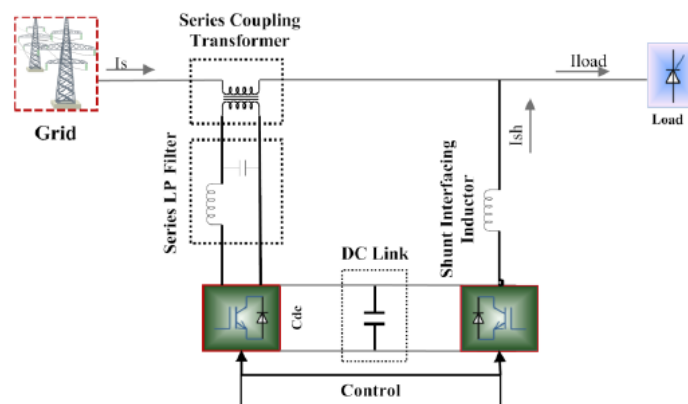 Series Coupling
Transformer
Is
Iload
Grid
Load
Ish
Series LP Filter
Shunt Interfacing
Inductor
DC Link
Cdc
Control